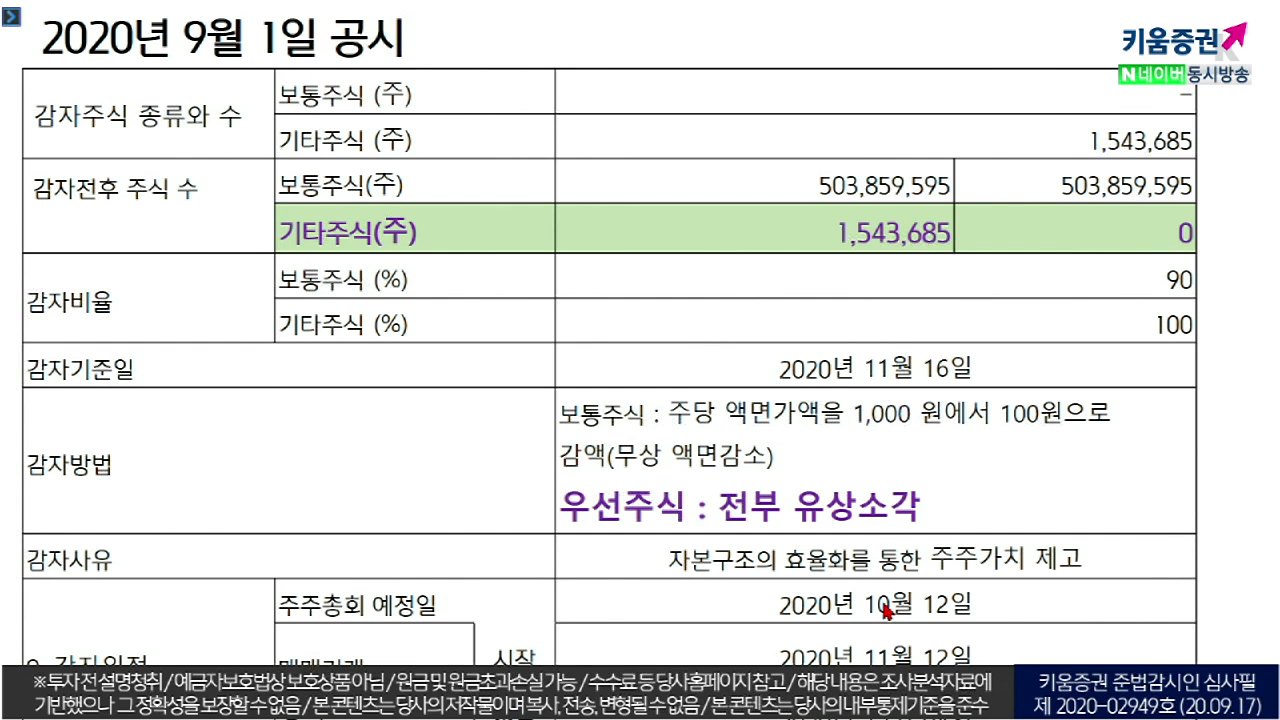 2020년 9월 1일 공시
키움증권
N 네이버 동시방송
감자주식 종류와 수
보통주식 (주)
–
기타주식 (주)
1,543,685
감자전후 주식 수
보통주식(주)
503,859,595
503,859,595
기타주식(주)
1,543,685
0
감자비율
보통주식 (%)
90
기타주식 (%)
100
감자기준일
2020년 11월 16일
감자방법
보통주식 : 주당 액면가액을 1,000 원에서 100원으로
감액(무상 액면감소)
우선주식 : 전부 유상소각
감자사유
자본구조의 효율화를 통한 주주가치 제고
주주총회 예정일
2020년 10월 12일
시작
2020년 11월 12일
※ 투자 전 설명청취 / 예금자보호법상 보호상품 아님 / 원금 및 원금초과손실 가능 / 수수료 등 당사홈페이지 참고 / 해당 내용은 조사분석자료에
기반했으나 그 정확성을 보장할 수 없음 / 본 콘텐츠는 당사의 저작물이며 복사, 전송, 변형될 수 없음 / 본 콘텐츠는 당사의 내부통제기준을 준수
키움증권 준법감시인 심사필
제 2020-02949호 (20.09.17)